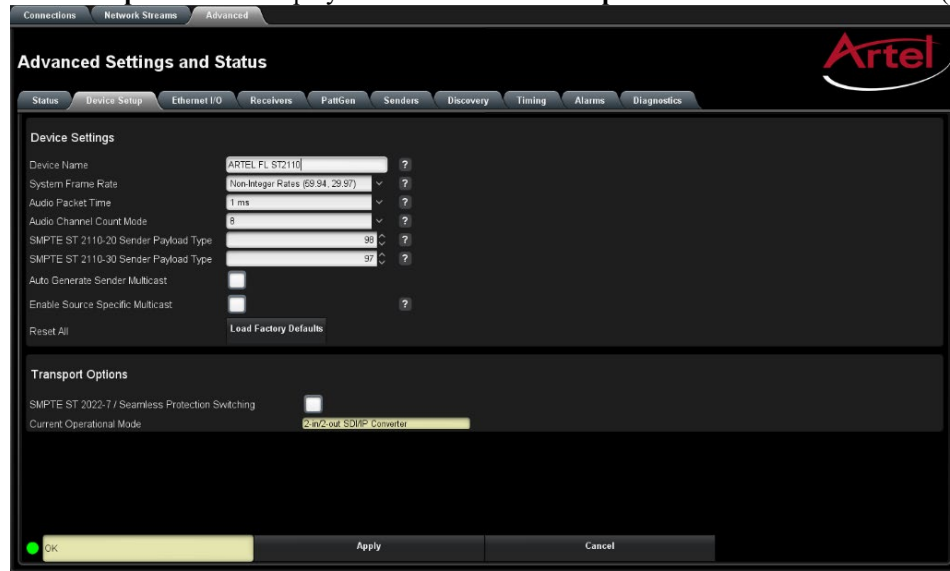 Connections Network Streams Advanced
Advanced Settings and Status
Artel
Status Device Setup Ethernet I/O Receivers PattGen Senders Discovery Timing Alarms Diagnostics
Device Settings
Device Name ARTEL FL ST2110 ?
System Frame Rate Non-Integer Rates (59.94, 29.97) ?
Audio Packet Time 1 ms ?
Audio Channel Count Mode 8 ?
SMPTE ST 2110-20 Sender Payload Type 98 ?
SMPTE ST 2110-30 Sender Payload Type 97 ?
Auto Generate Sender Multicast
Enable Source Specific Multicast ?
Reset All Load Factory Defaults
Transport Options
SMPTE ST 2022-7 / Seamless Protection Switching
Current Operational Mode 2-in/2-out SDI/IP Converter
OK Apply Cancel